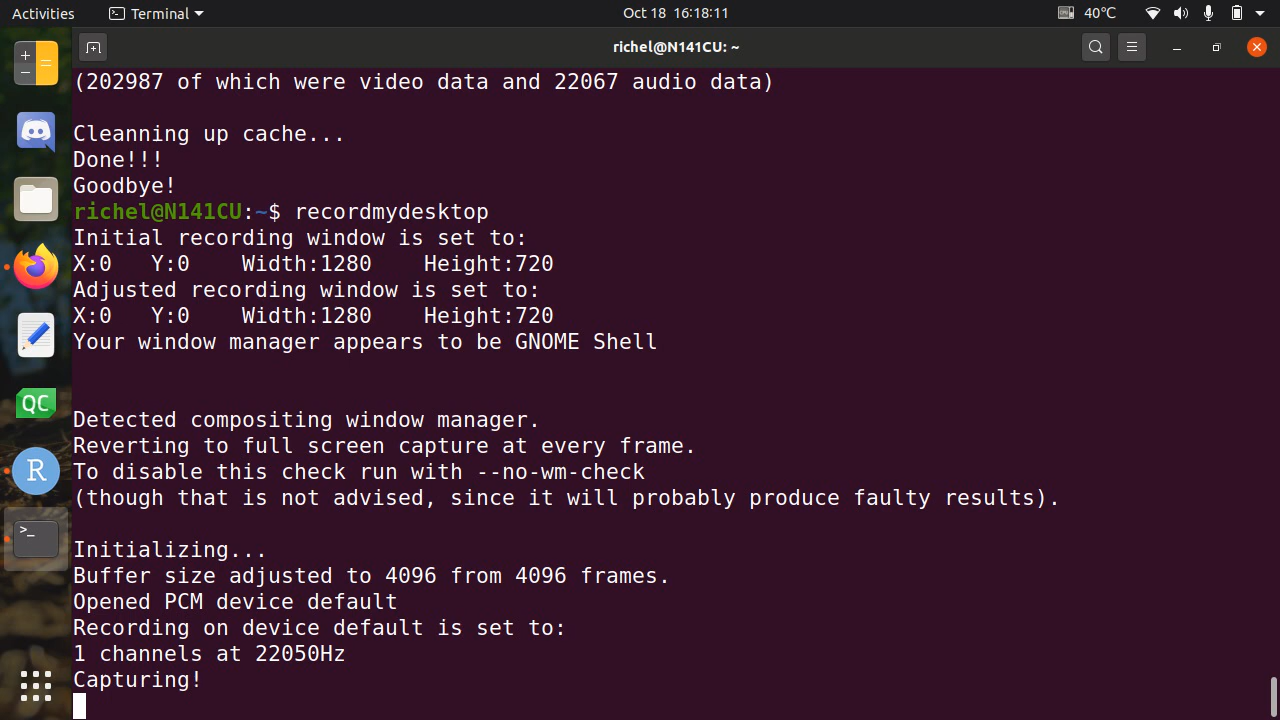 Activities Terminal Oct 18 16:18:11 40℃
richel@N141CU: ~
(202987 of which were video data and 22067 audio data)
Cleanning up cache...
Done!!!
Goodbye!
richel@N141CU:~$ recordmydesktop
Initial recording window is set to:
X:0 Y:0 Width:1280 Height:720
Adjusted recording window is set to:
X:0 Y:0 Width:1280 Height:720
Your window manager appears to be GNOME Shell
Detected compositing window manager.
Reverting to full screen capture at every frame.
To disable this check run with --no-wm-check
(though that is not advised, since it will probably produce faulty results).
Initializing...
Buffer size adjusted to 4096 from 4096 frames.
Opened PCM device default
Recording on device default is set to:
1 channels at 22050Hz
Capturing!
QC
R
>_